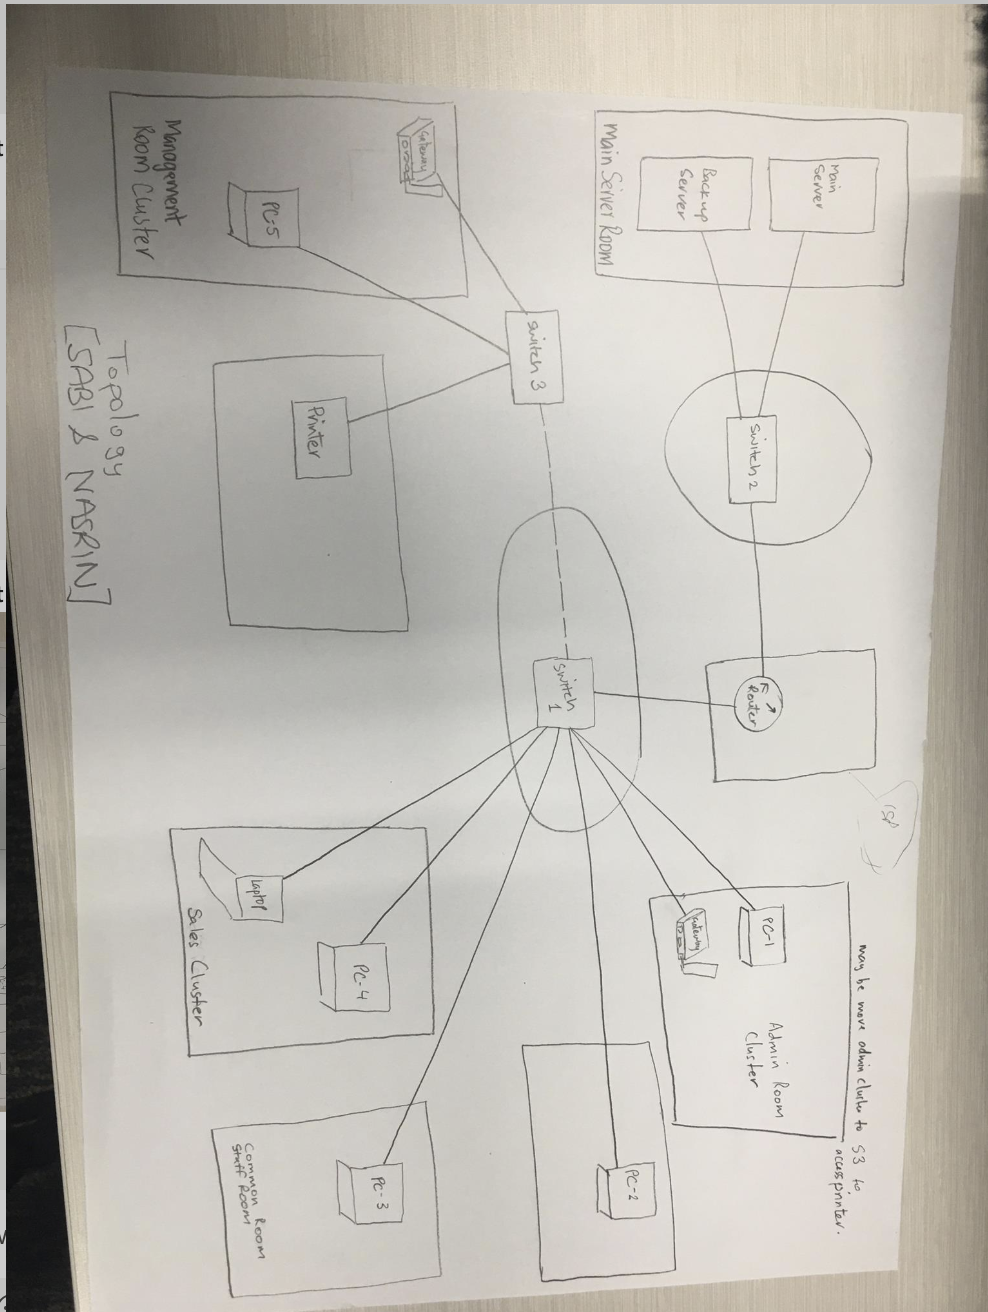 Main Server Room
Main
Server
Backup
Server
Switch 2
Router
may be move admin cluster to S3 to
access printer.
PC-1
Gateway
Admin Room
Cluster
PC-2
Gateway
PC-5
Management
Room Cluster
Switch 3
Printer
Switch
1
Laptop
PC-4
Sales Cluster
PC-3
Common Room
Staff Room
Topology
[SABI & NASRIN]